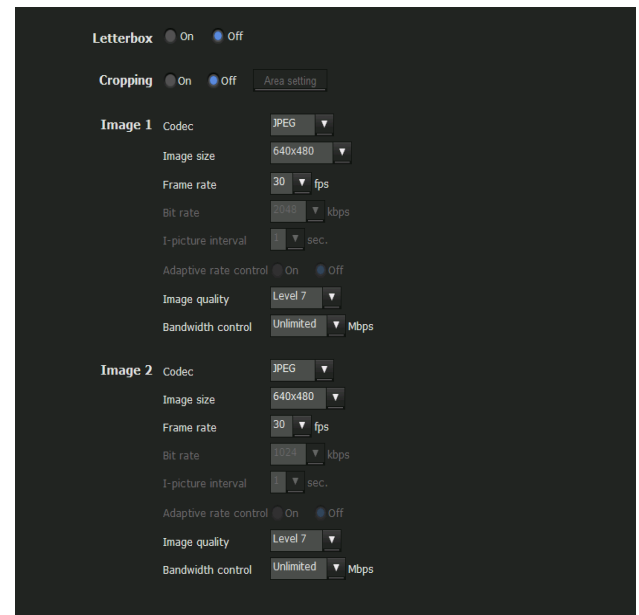 Letterbox On Off
Cropping On Off Area setting
Image 1 Codec JPEG
Image size 640x480
Frame rate 30 fps
Bit rate 2048 kbps
I-picture interval 1 sec.
Adaptive rate control On Off
Image quality Level 7
Bandwidth control Unlimited Mbps
Image 2 Codec JPEG
Image size 640x480
Frame rate 30 fps
Bit rate 1024 kbps
I-picture interval 1 sec.
Adaptive rate control On Off
Image quality Level 7
Bandwidth control Unlimited Mbps